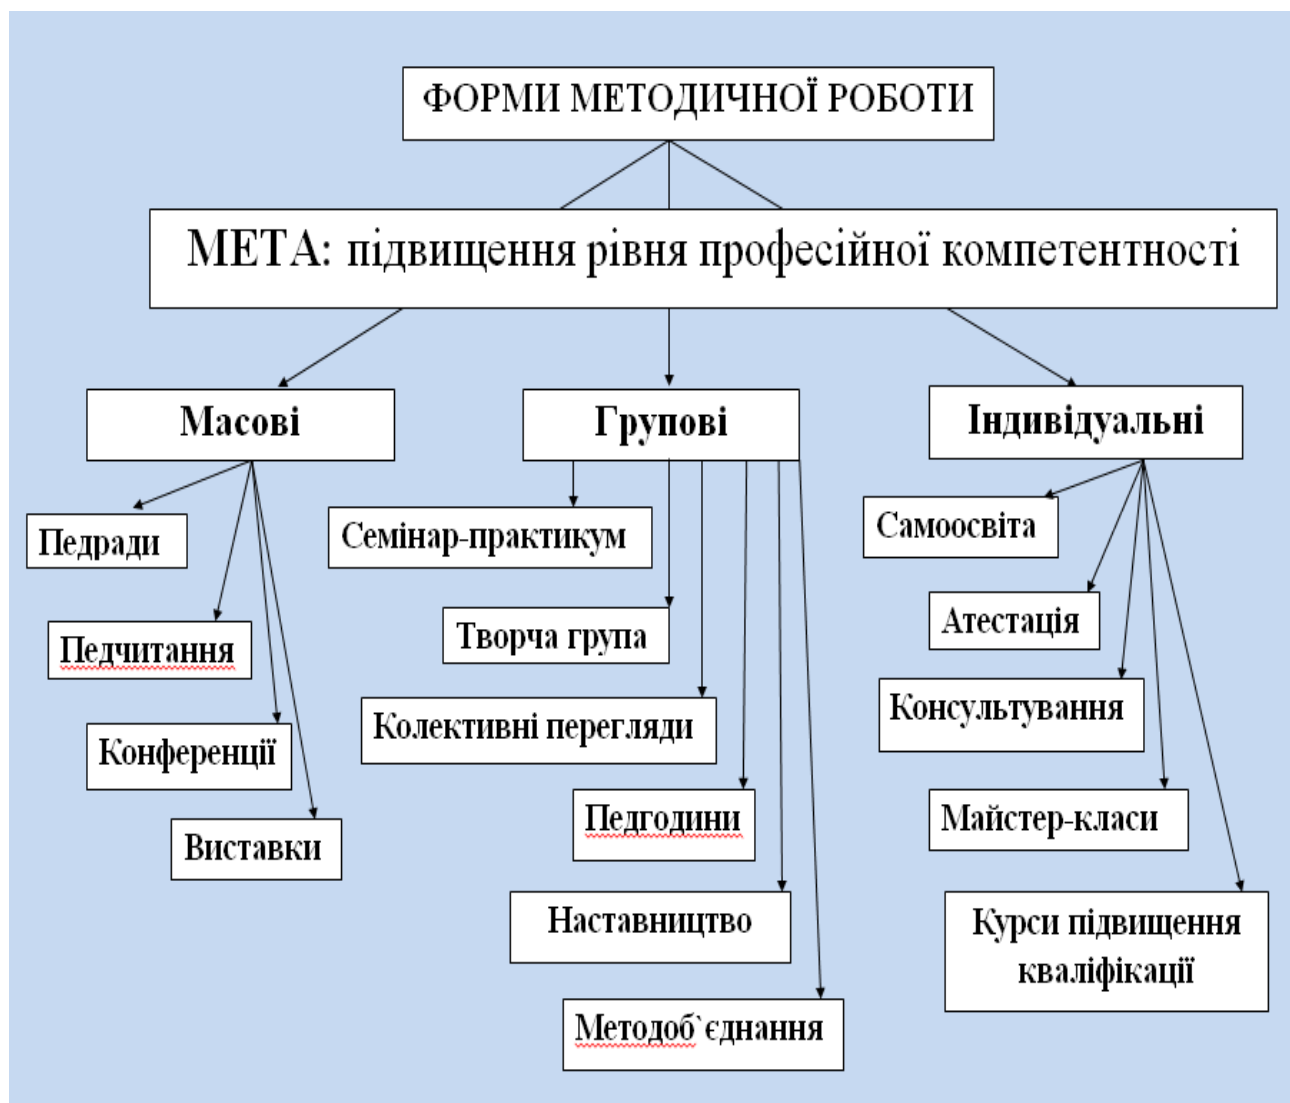 ФОРМИ МЕТОДИЧНОЇ РОБОТИ
МЕТА: підвищення рівня професійної компетентності
Масові
Педради
Педчитання
Конференції
Виставки
Групові
Семінар-практикум
Творча група
Колективні перегляди
Педгодини
Наставництво
Методоб`єднання
Індивідуальні
Самоосвіта
Атестація
Консультування
Майстер-класи
Курси підвищення
кваліфікації